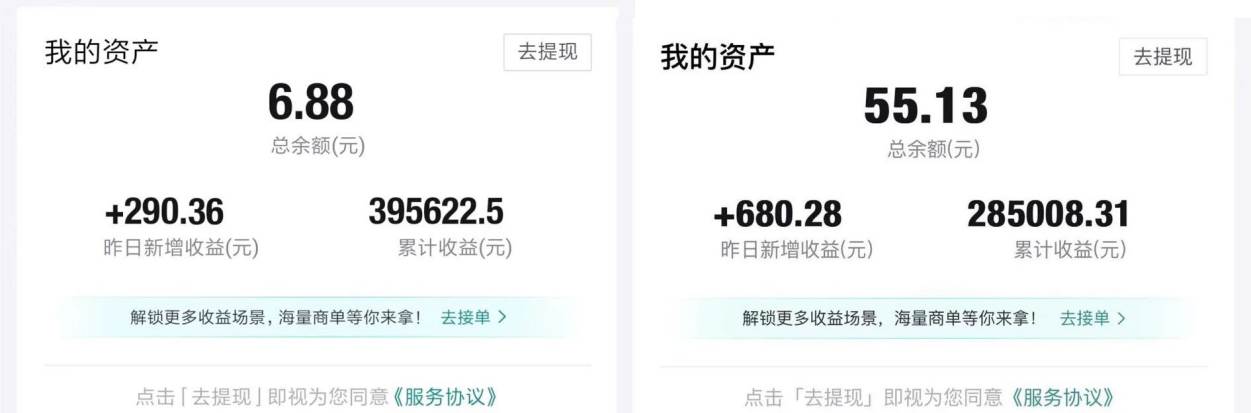 我的资产
去提现
6.88
总余额(元)
+290.36
395622.5
昨日新增收益(元)
累计收益(元)
解锁更多收益场景，海量商单等你来拿！ 去接单 >
点击「去提现」即视为您同意《服务协议》
我的资产
去提现
55.13
总余额(元)
+680.28
285008.31
昨日新增收益(元)
累计收益(元)
解锁更多收益场景，海量商单等你来拿！ 去接单 >
点击「去提现」即视为您同意《服务协议》